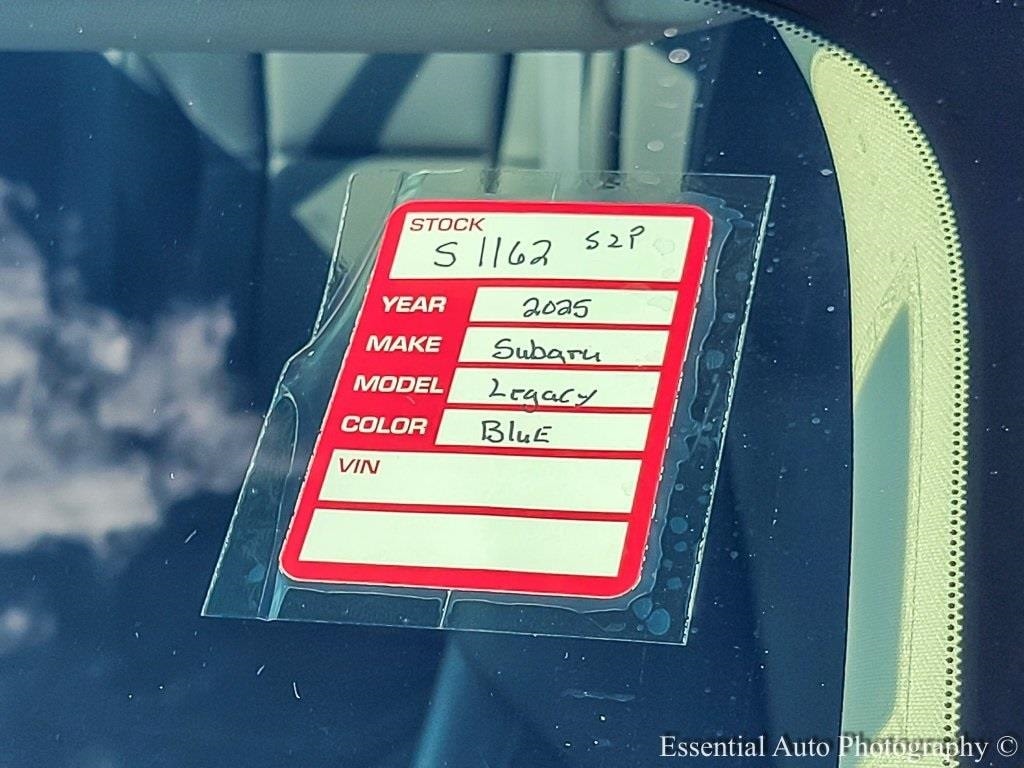 STOCK
S 1162 S2P
YEAR 2025
MAKE Subaru
MODEL Legacy
COLOR BluE
VIN
Essential Auto Photography ©